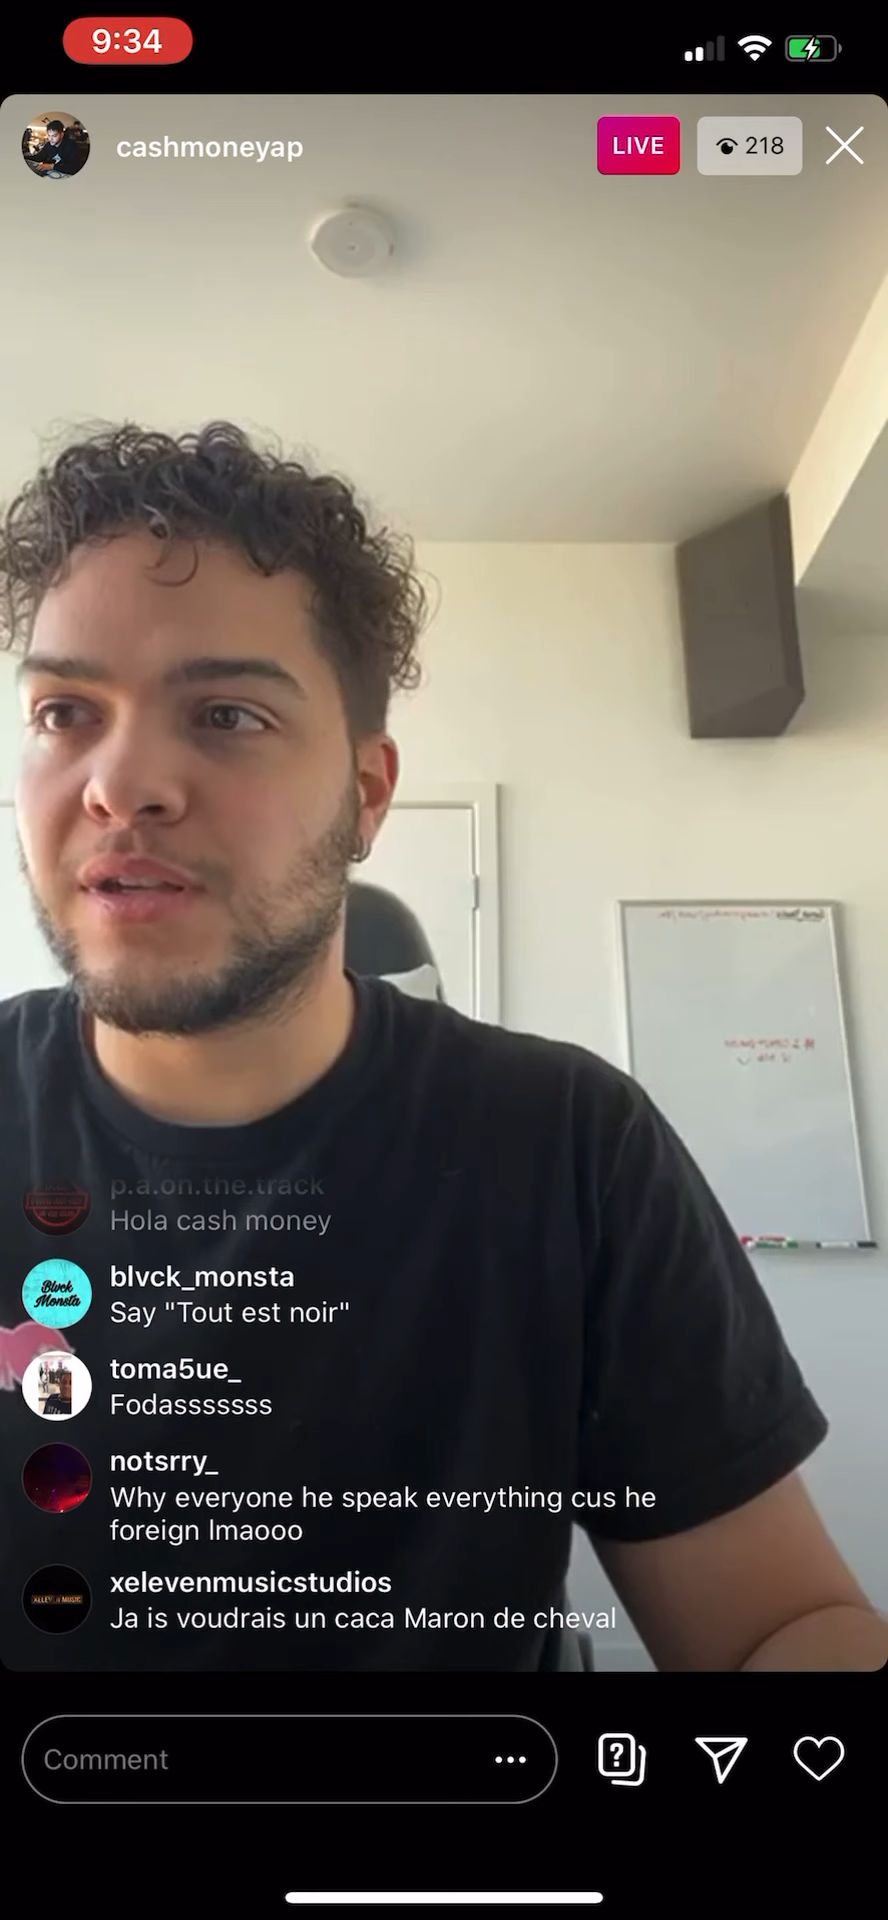 9:34
cashmoneyap
LIVE
218
p.a.on.the.track
Hola cash money
Blvck
Monsta
blvck_monsta
Say "Tout est noir"
toma5ue_
Fodasssssss
notsrry_
Why everyone he speak everything cus he
foreign lmaooo
xelevenmusicstudios
Ja is voudrais un caca Maron de cheval
Comment